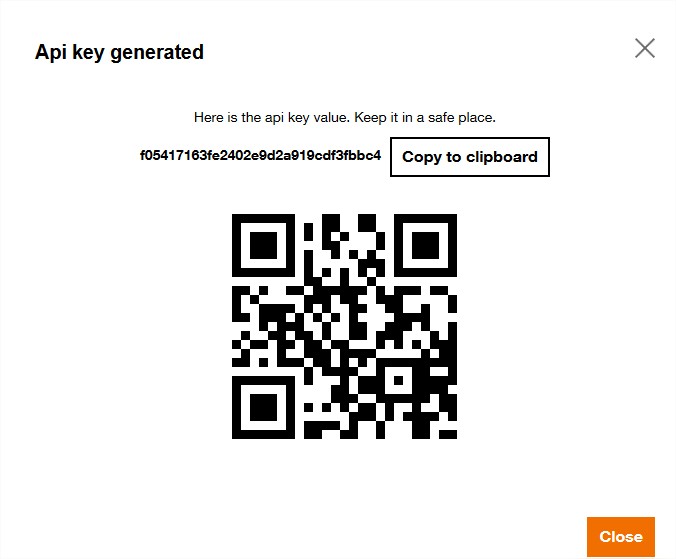 Api key generated
Here is the api key value. Keep it in a safe place.
f05417163fe2402e9d2a919cdf3fbbc4 Copy to clipboard
Close